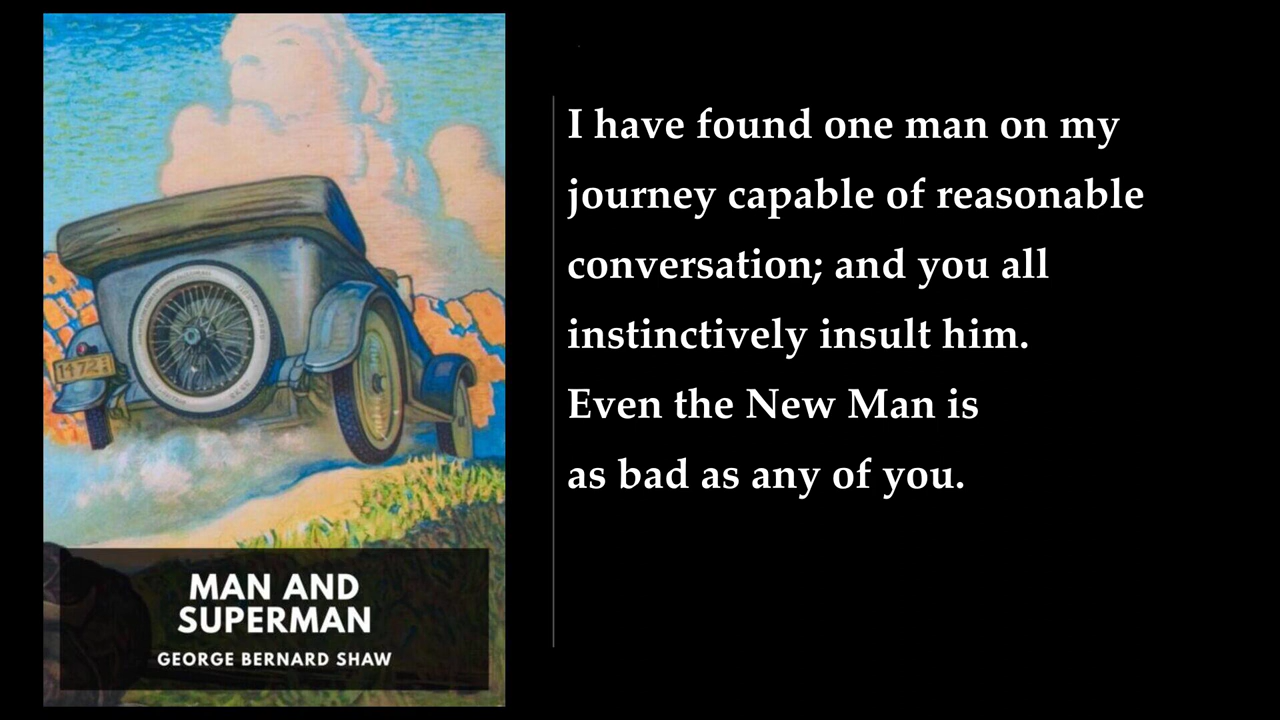 I have found one man on my
journey capable of reasonable
conversation; and you all
instinctively insult him.
Even the New Man is
as bad as any of you.
1472
MAN AND
SUPERMAN
GEORGE BERNARD SHAW